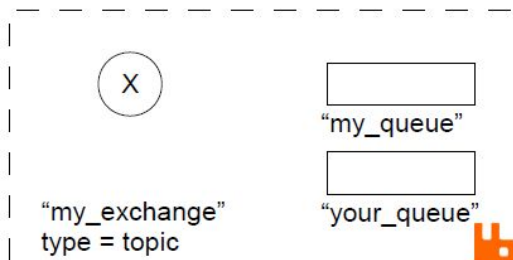 X
“my_queue”
“your_queue”
“my_exchange”
type = topic